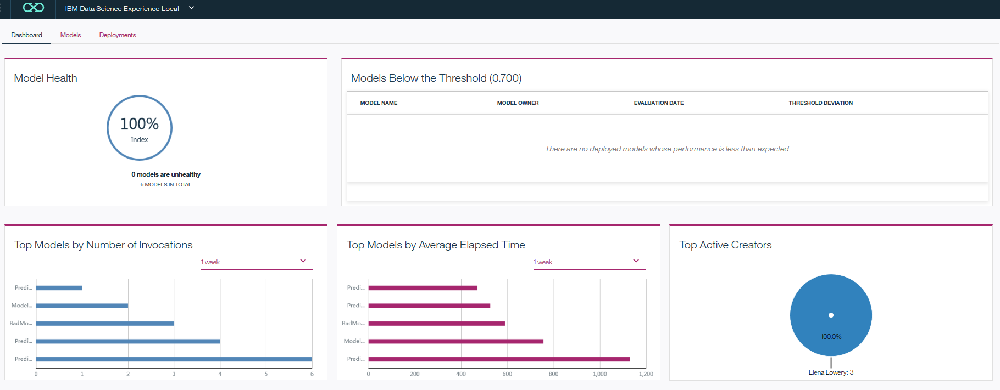 IBM Data Science Experience Local
Dashboard Models Deployments
Model Health
100%
Index
0 models are unhealthy
6 MODELS IN TOTAL
Models Below the Threshold (0.700)
MODEL NAME MODEL OWNER EVALUATION DATE THRESHOLD DEVIATION
There are no deployed models whose performance is less than expected
Top Models by Number of Invocations
1 week
Predi...
Model...
BadMo...
Predi...
Predi...
0 1 2 3 4 5 6
Top Models by Average Elapsed Time
1 week
Predi...
Predi...
BadMo...
Model...
Predi...
0 200 400 600 800 1,000 1,200
Top Active Creators
100.0%
Elena Lowery: 3